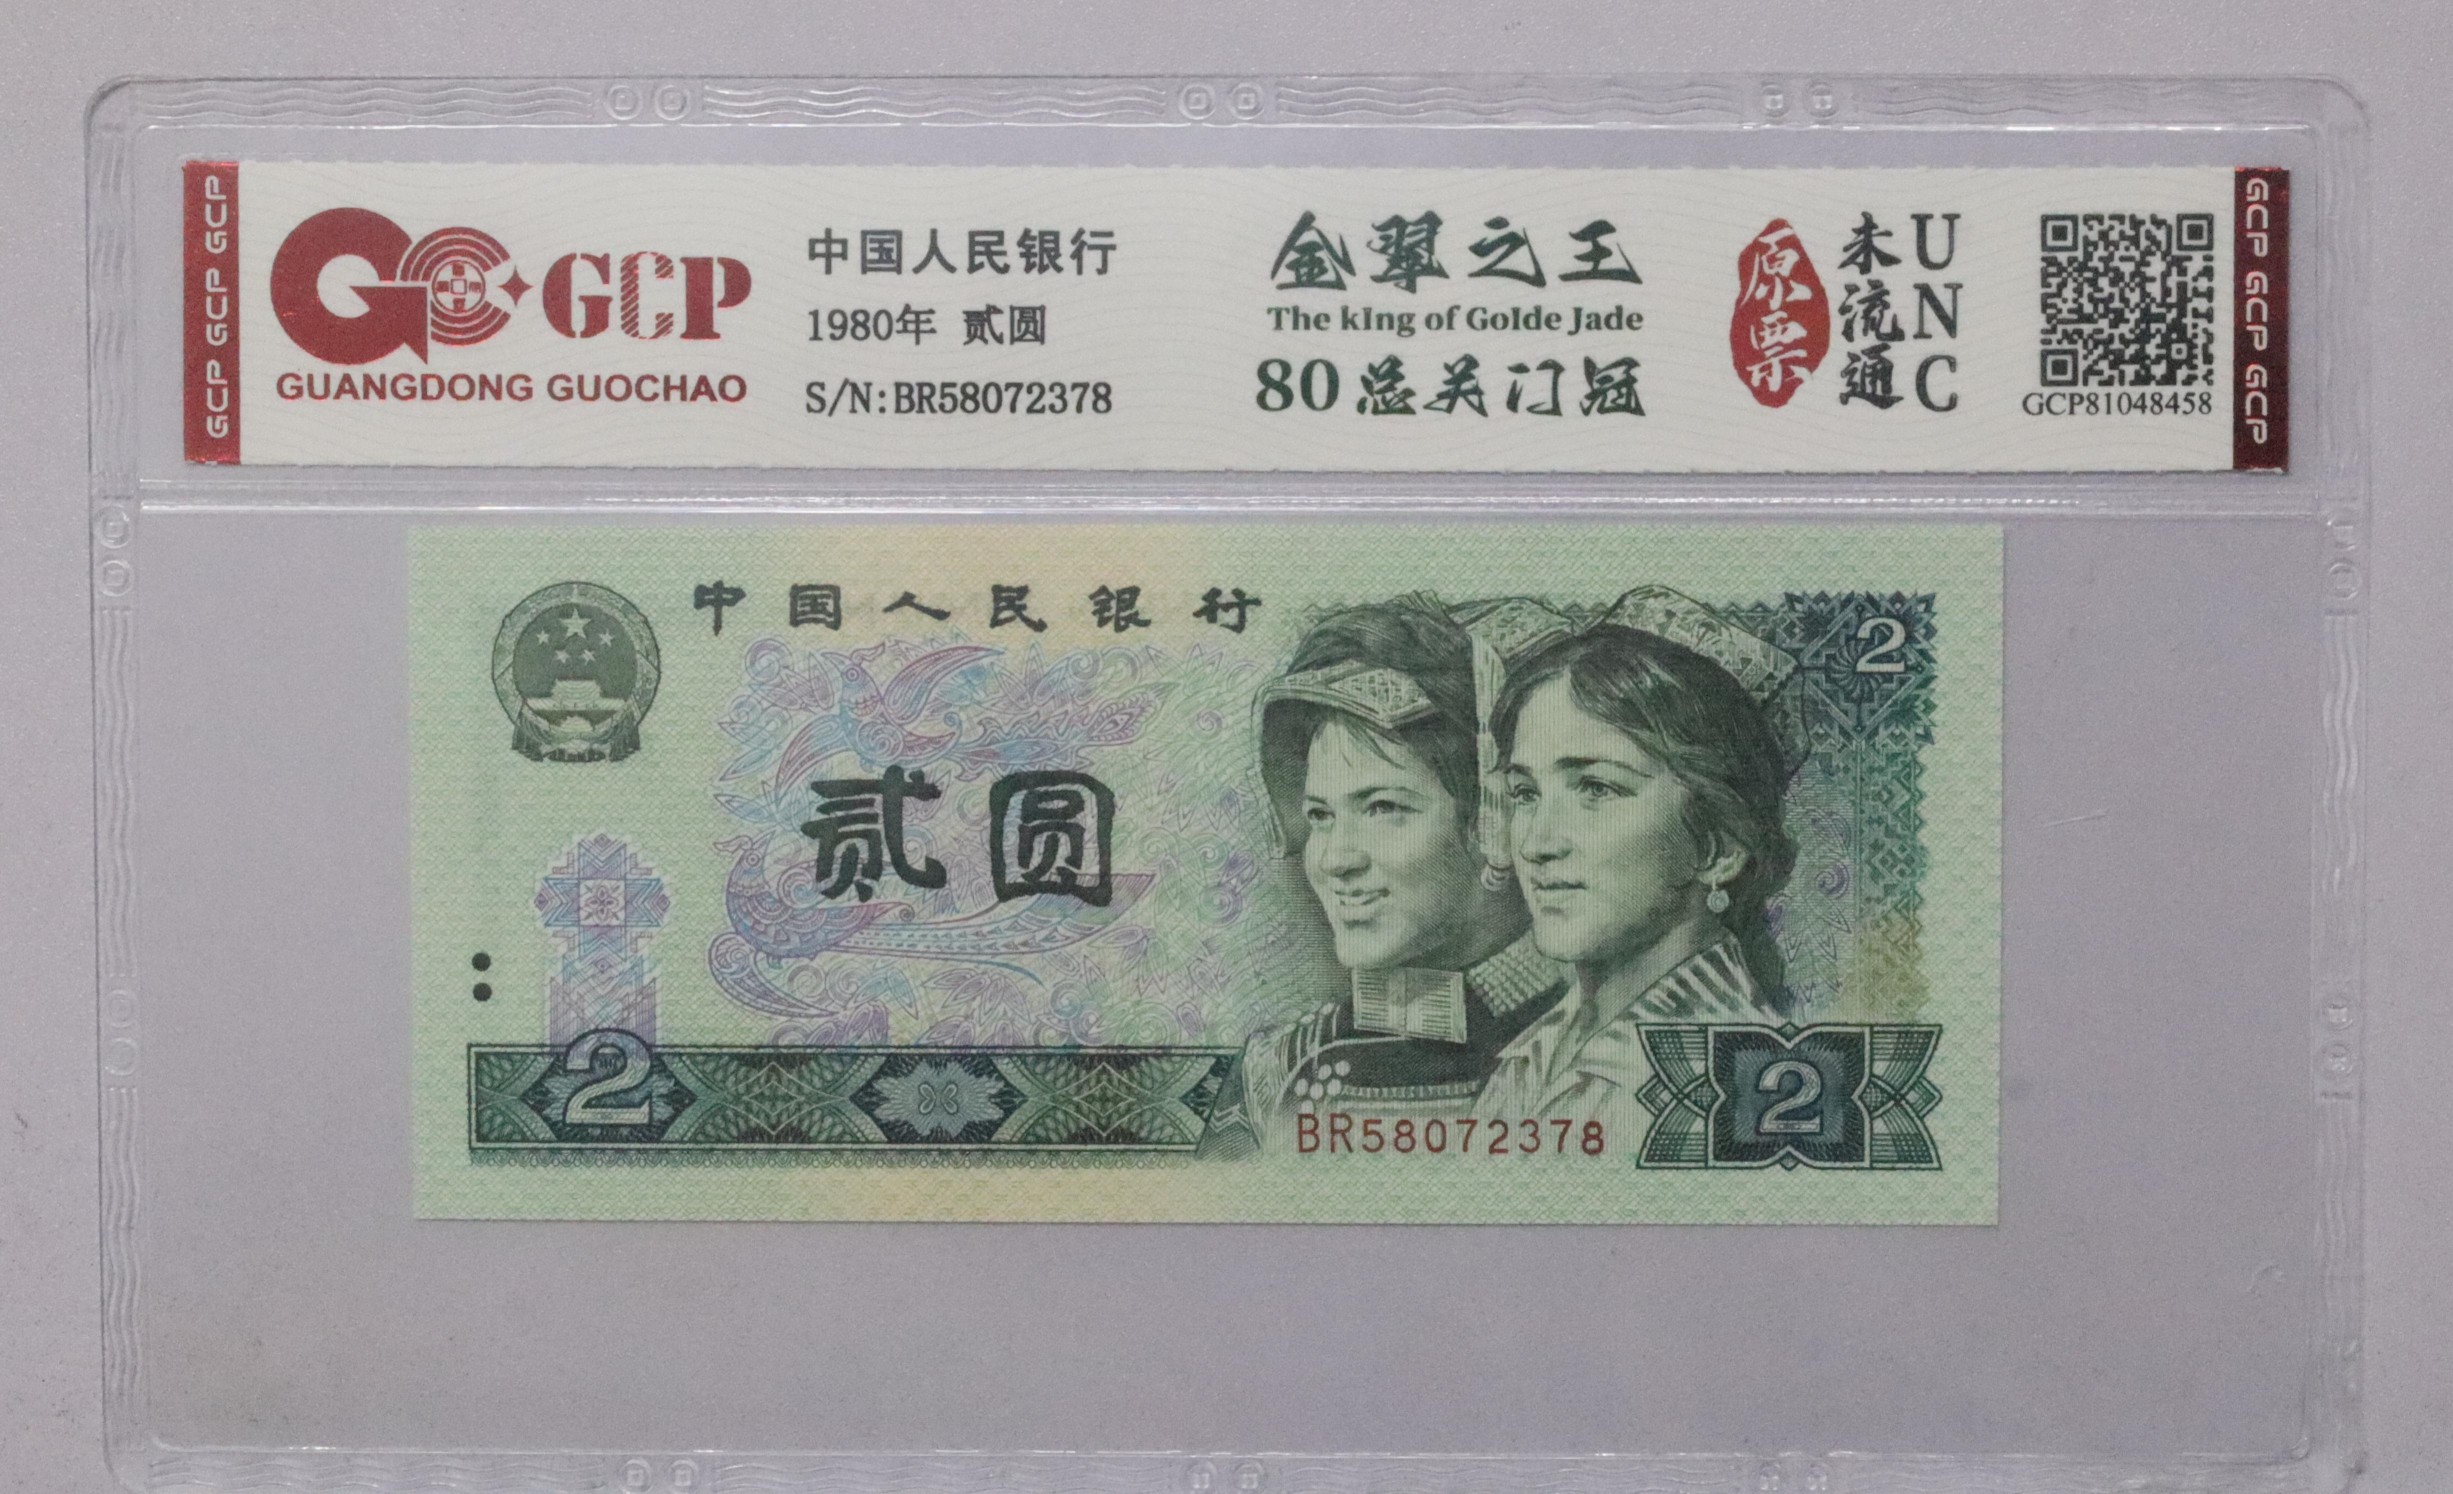 GCP GCP GCP
GCP
GUANGDONG GUOCHAO
中国人民银行
1980年 贰圆
S/N:BR58072378
金翠之王
The kIng of Golde Jade
80总关门冠
原票
未流通
UNC
GCP81048458
GCP GCP GCP
中国人民银行
2
贰圆
2
BR58072378
2